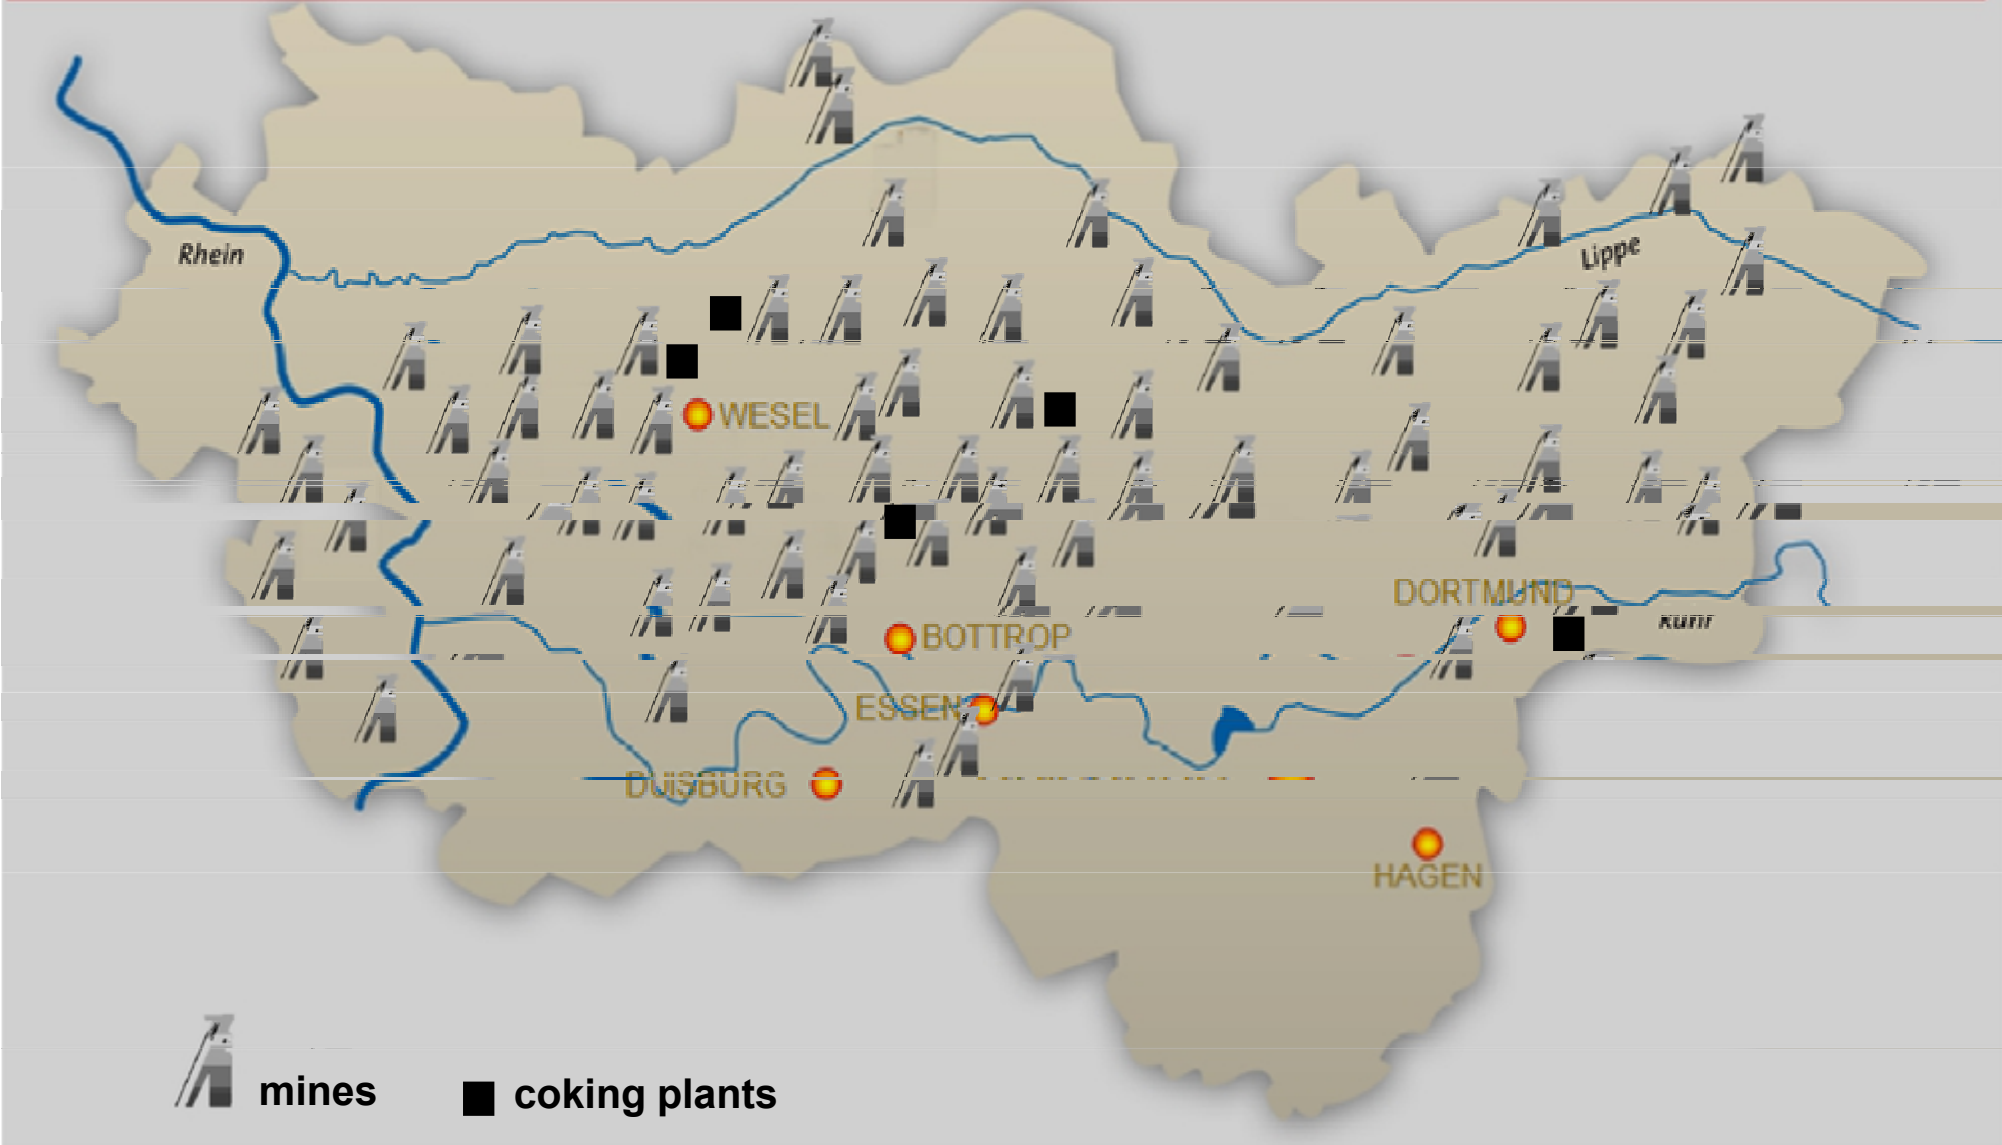 Rhein
Lippe
WESEL
DORTMUND
BOTTROP
ESSEN
DUISBURG
HAGEN
mines
coking plants